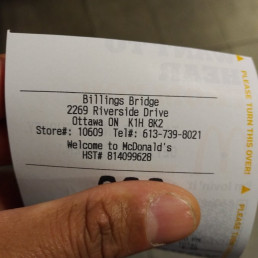 Billings Bridge
2269 Riverside Drive
Ottawa ON K1H 8K2
Store#: 10609 Tel#: 613-739-8021
Welcome to McDonald's
HST# 814099628
PLEASE TURN THIS OVER!
PLEASE